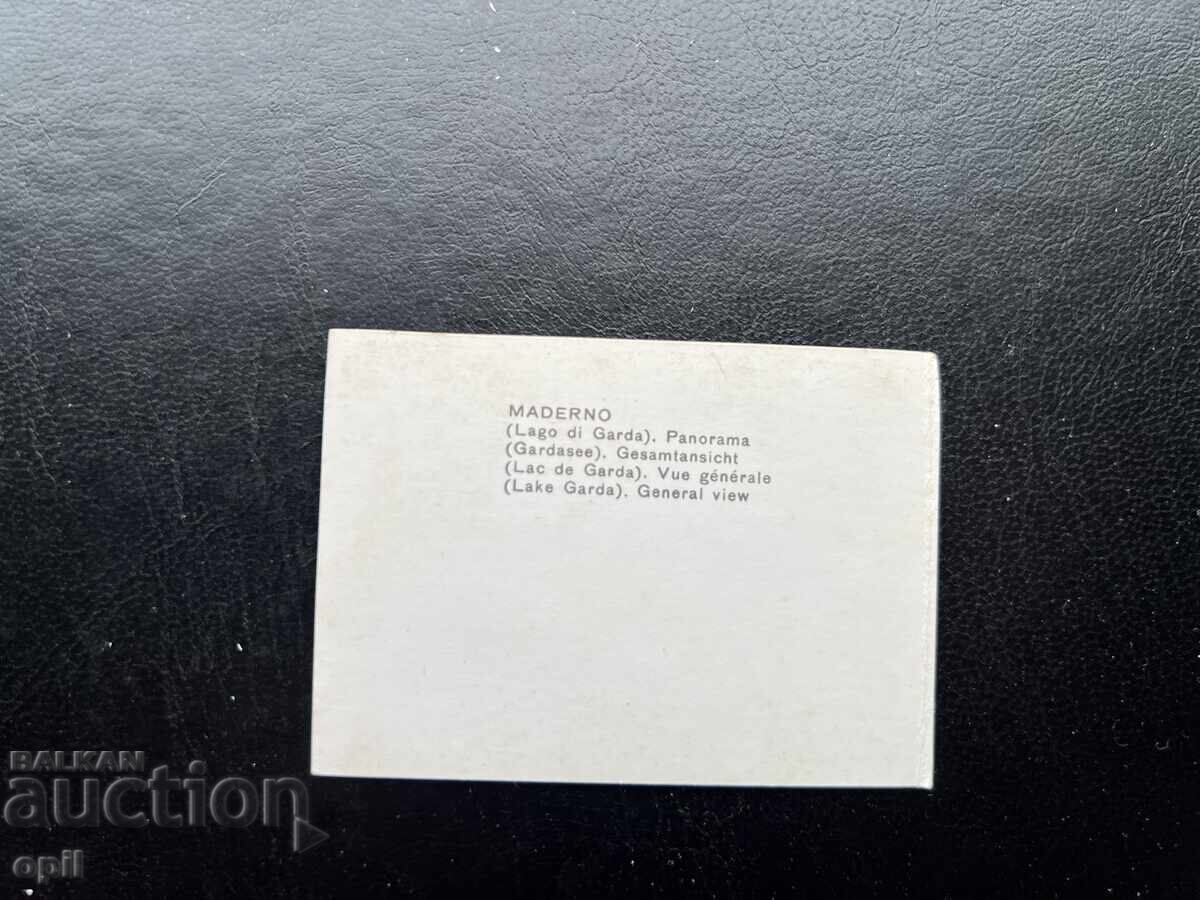 MADERNO
(Lago di Garda). Panorama
(Gardasee). Gesamtansicht
(Lac de Garda). Vue générale
(Lake Garda). General view
BALKAN
auction
opil